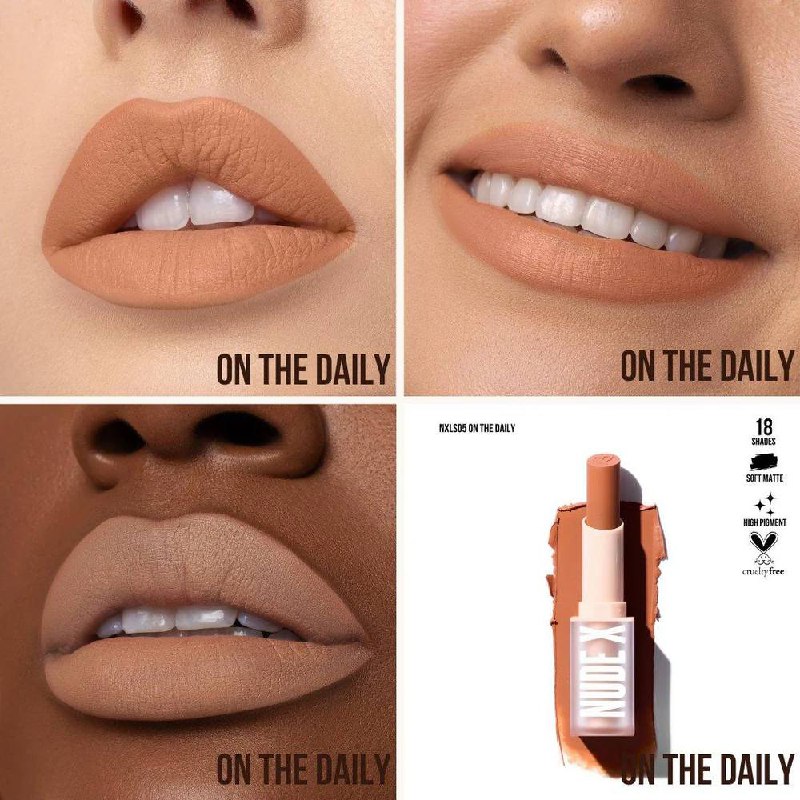 ON THE DAILY
ON THE DAILY
ON THE DAILY
NXLS05 ON THE DAILY
18
SHADES
SOFT MATTE
HIGH PIGMENT
cruelty free
NUDE X
ON THE DAILY